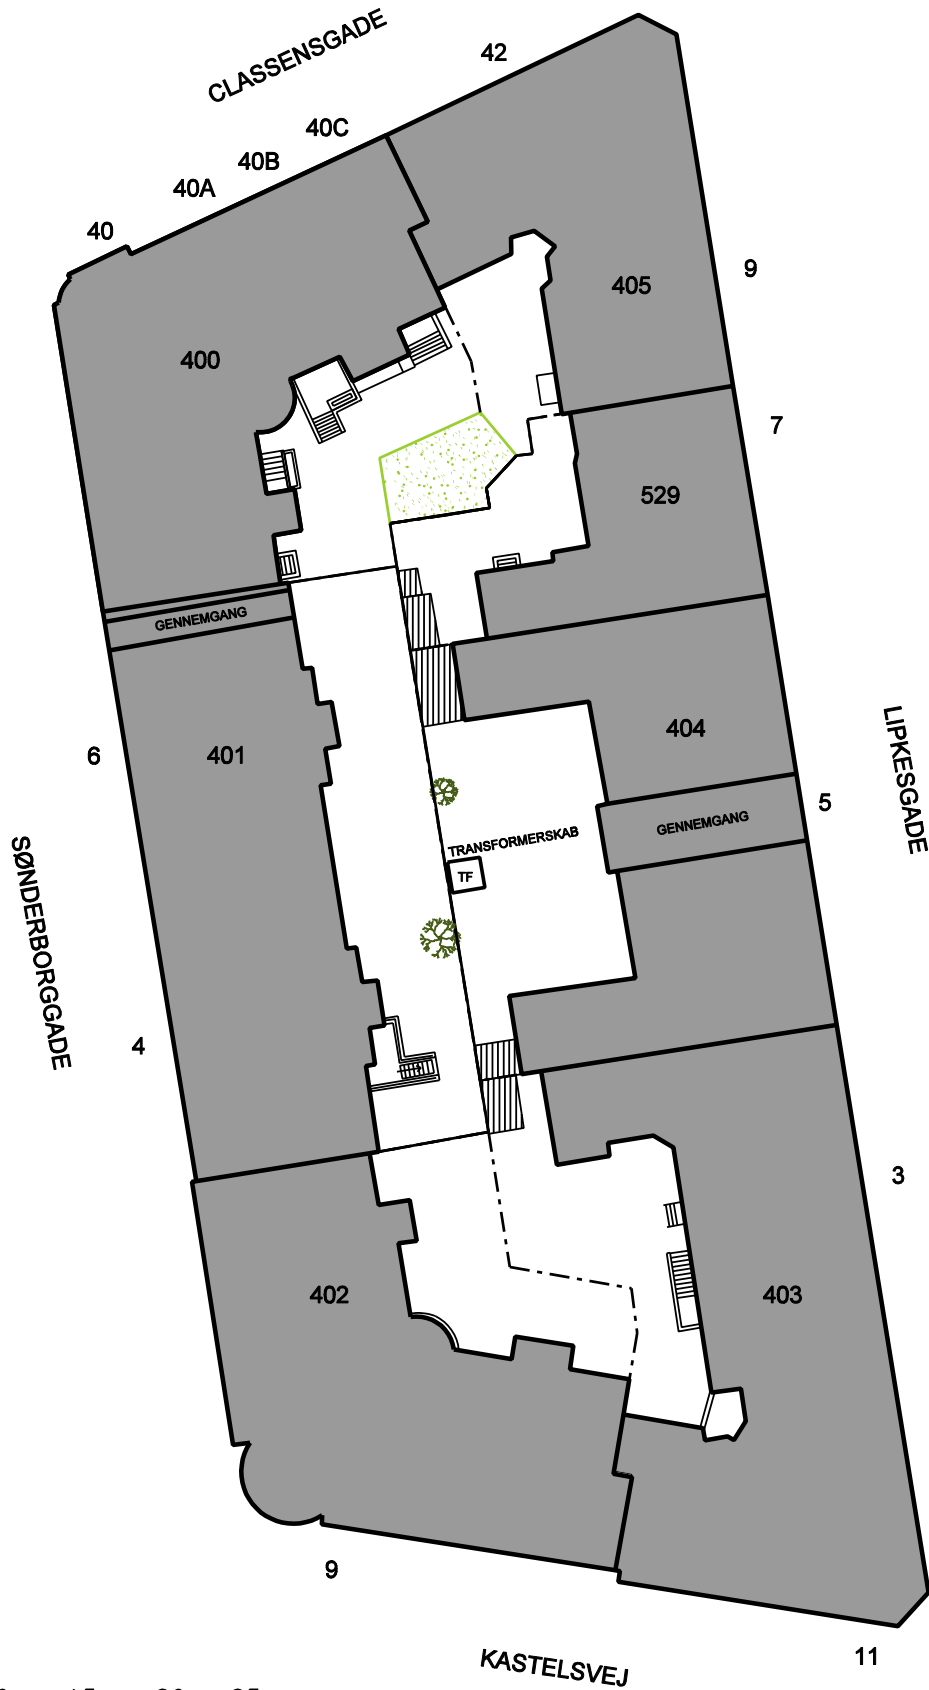 CLASSENSGADE
42
40C
40B
40A
40
9
405
400
7
529
GENNEMGANG
LIPKESGADE
404
6
401
5
GENNEMGANG
TRANSFORMERSKAB
TF
SØNDERBORGGADE
4
3
402
403
9
KASTELSVEJ
11